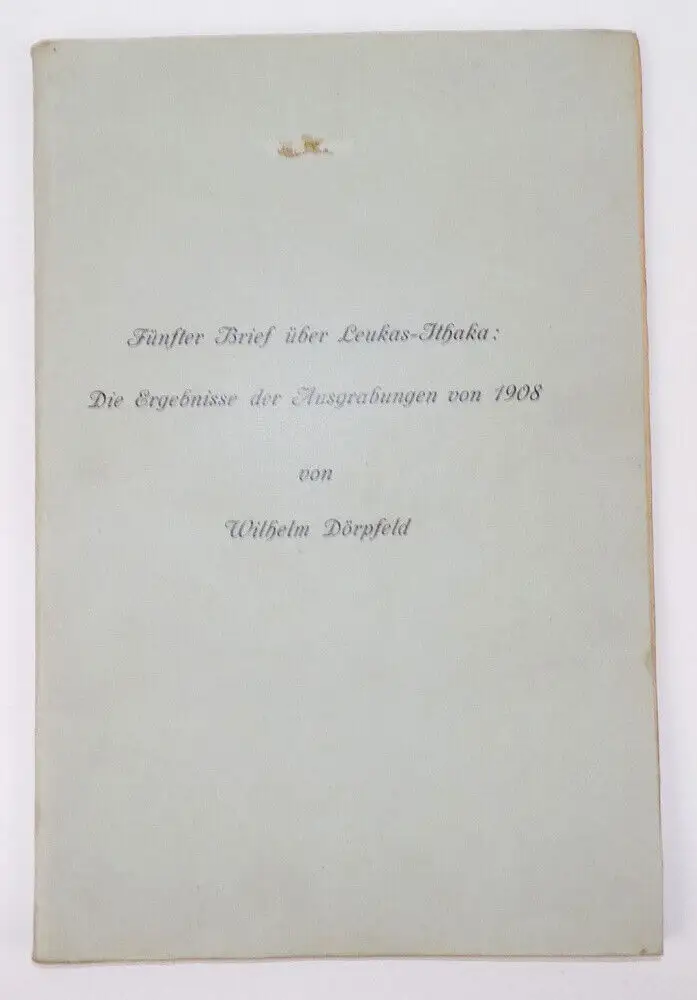 Fünfter Brief über Leukas-Ithaka:
Die Ergebnisse der Ausgrabungen von 1908
von
Wilhelm Dörpfeld